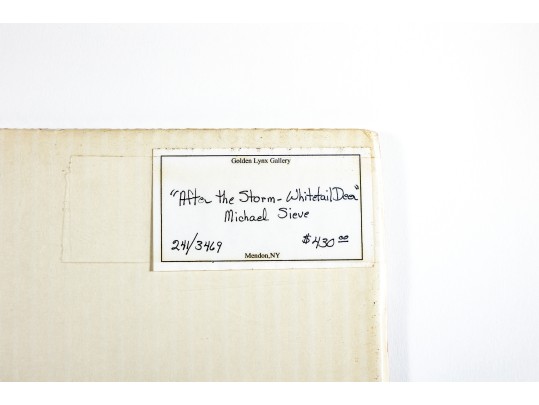 Golden Lynx Gallery
"After the Storm - Whitetail Deer"
Michael Sieve
241/3469 $430.00
Mendon, NY